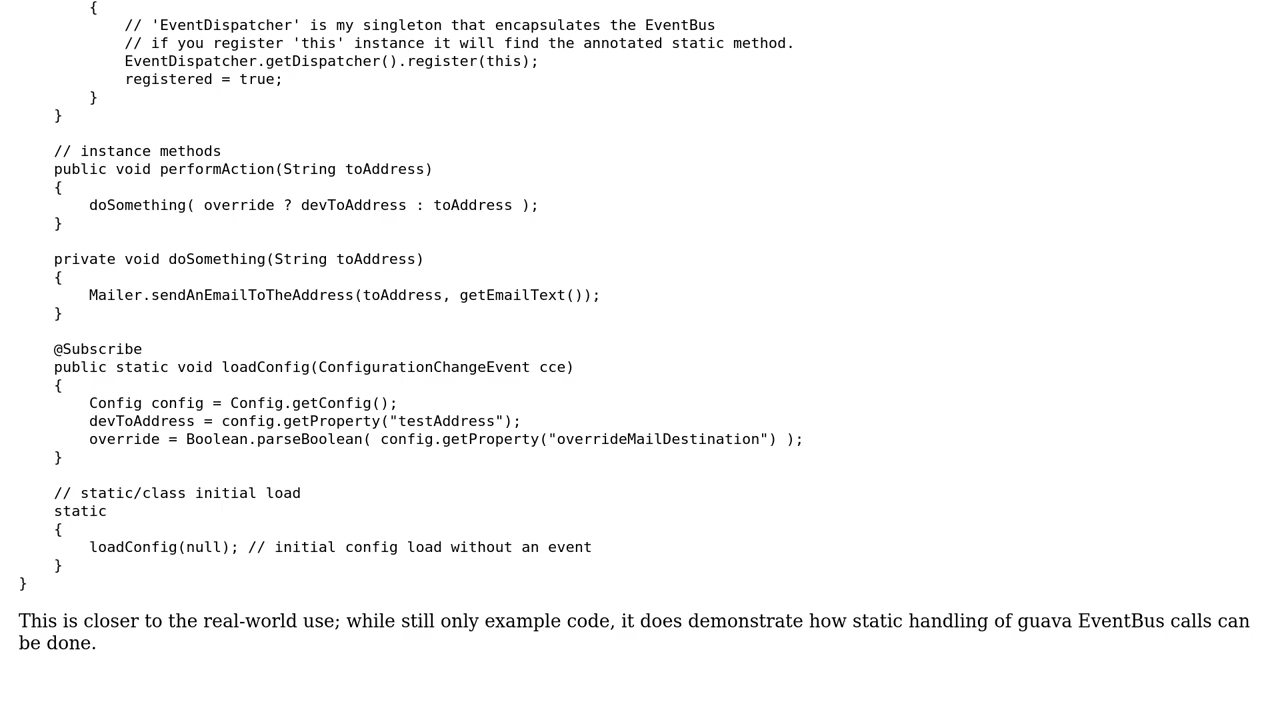 {
// 'EventDispatcher' is my singleton that encapsulates the EventBus
// if you register 'this' instance it will find the annotated static method.
EventDispatcher.getDispatcher().register(this);
registered = true;
}
}
// instance methods
public void performAction(String toAddress)
{
doSomething( override ? devToAddress : toAddress );
}
private void doSomething(String toAddress)
{
Mailer.sendAnEmailToTheAddress(toAddress, getEmailText());
}
@Subscribe
public static void loadConfig(ConfigurationChangeEvent cce)
{
Config config = Config.getConfig();
devToAddress = config.getProperty("testAddress");
override = Boolean.parseBoolean( config.getProperty("overrideMailDestination") );
}
// static/class initial load
static
{
loadConfig(null); // initial config load without an event
}
}
This is closer to the real-world use; while still only example code, it does demonstrate how static handling of guava EventBus calls can
be done.